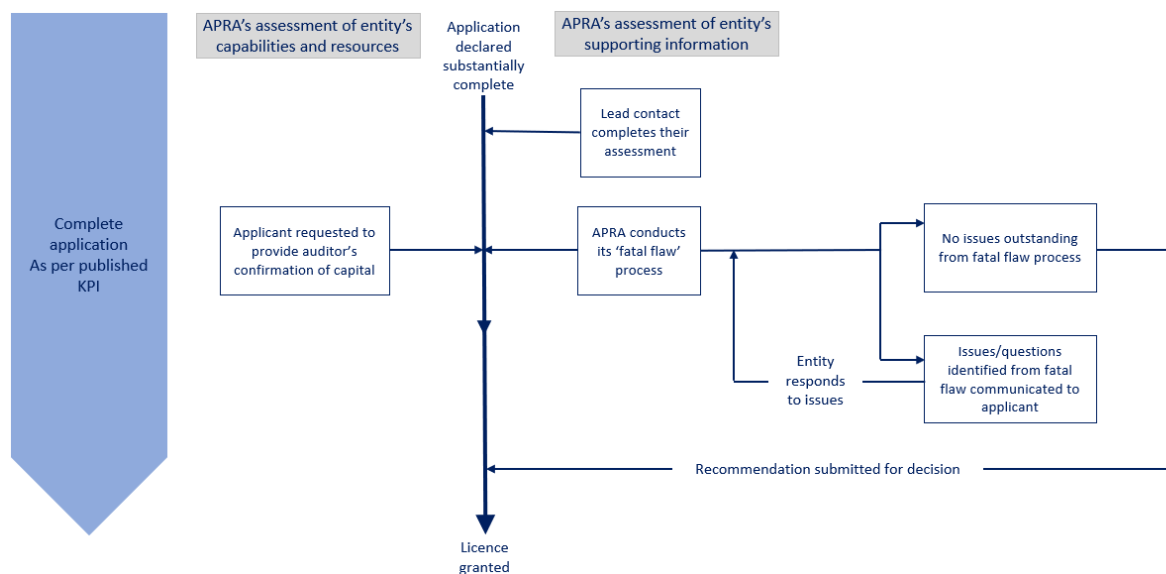 APRA's assessment of entity's
capabilities and resources
Application
declared
substantially
complete
APRA's assessment of entity's
supporting information
Lead contact
completes their
assessment
Complete
application
As per published
KPI
Applicant requested to
provide auditor's
confirmation of capital
APRA conducts
its 'fatal flaw'
process
No issues outstanding
from fatal flaw process
Entity
responds
to issues
Issues/questions
identified from fatal
flaw communicated to
applicant
Recommendation submitted for decision
Licence
granted